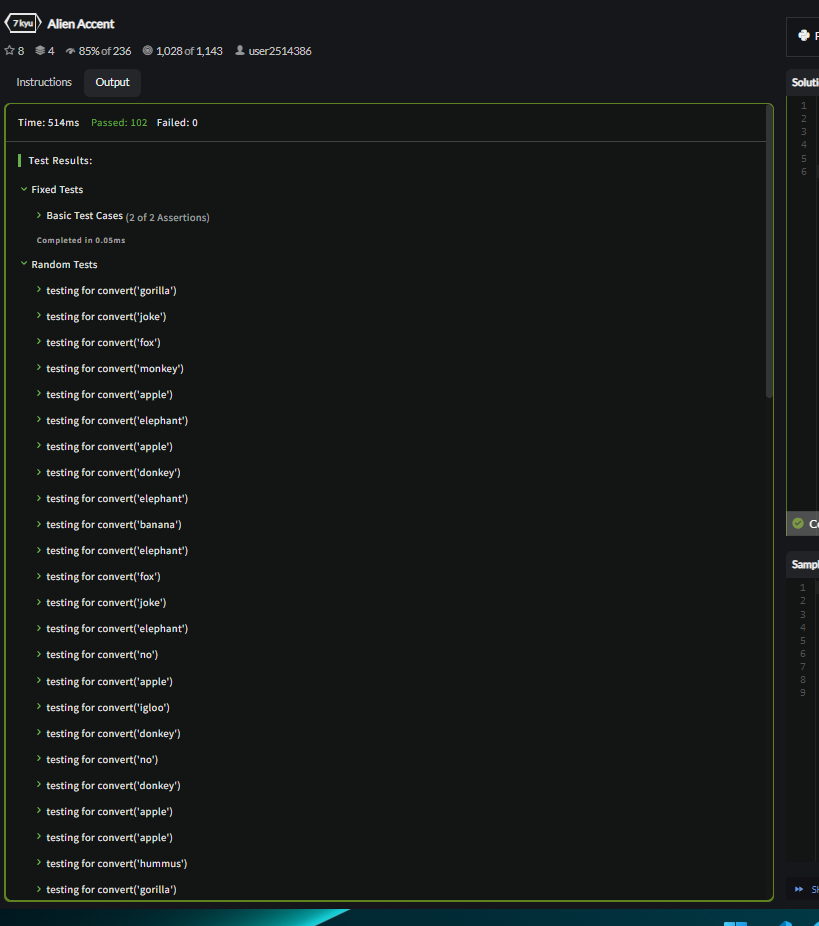 7 kyu Alien Accent
8 4 85% of 236 1,028 of 1,143 user2514386
Instructions Output
Time: 514ms Passed: 102 Failed: 0
Test Results:
Fixed Tests
Basic Test Cases (2 of 2 Assertions)
Completed in 0.05ms
Random Tests
testing for convert('gorilla')
testing for convert('joke')
testing for convert('fox')
testing for convert('monkey')
testing for convert('apple')
testing for convert('elephant')
testing for convert('apple')
testing for convert('donkey')
testing for convert('elephant')
testing for convert('banana')
testing for convert('elephant')
testing for convert('fox')
testing for convert('joke')
testing for convert('elephant')
testing for convert('no')
testing for convert('apple')
testing for convert('igloo')
testing for convert('donkey')
testing for convert('no')
testing for convert('donkey')
testing for convert('apple')
testing for convert('apple')
testing for convert('hummus')
testing for convert('gorilla')
1
2
3
4
5
6
1
2
3
4
5
6
7
8
9